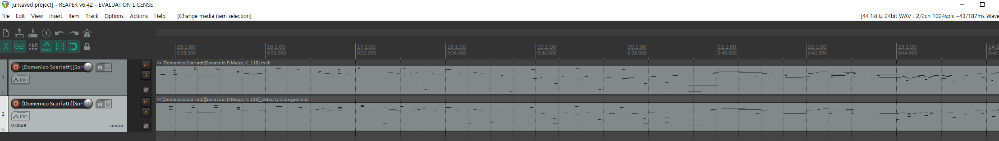 [unsaved project] - REAPER v6.42 - EVALUATION LICENSE
File Edit View Insert Item Track Options Actions Help [Change media item selection]
[44.1kHz 24bit WAV : 2/2ch 1024spls ~43/187ms Wave
15.1.00 16.1.00 17.1.00 18.1.00 19.1.00 20.1.00 21.1.00 22.1.00 23.1.00 24.1
0:28.000 0:30.000 0:32.000 0:34.000 0:36.000 0:38.000 0:40.000 0:42.000 0:44.000 0:46.
<< [Domenico Scarlatti][Sonata in D Major, K. 118].midi
1 [Domenico Scarlatti][Sor FX M
S
trim
<< [Domenico Scarlatti][Sonata in D Major, K. 118]_Velocity Changed.midi
2 [Domenico Scarlatti][Sor FX M
S
trim
0.00dB center